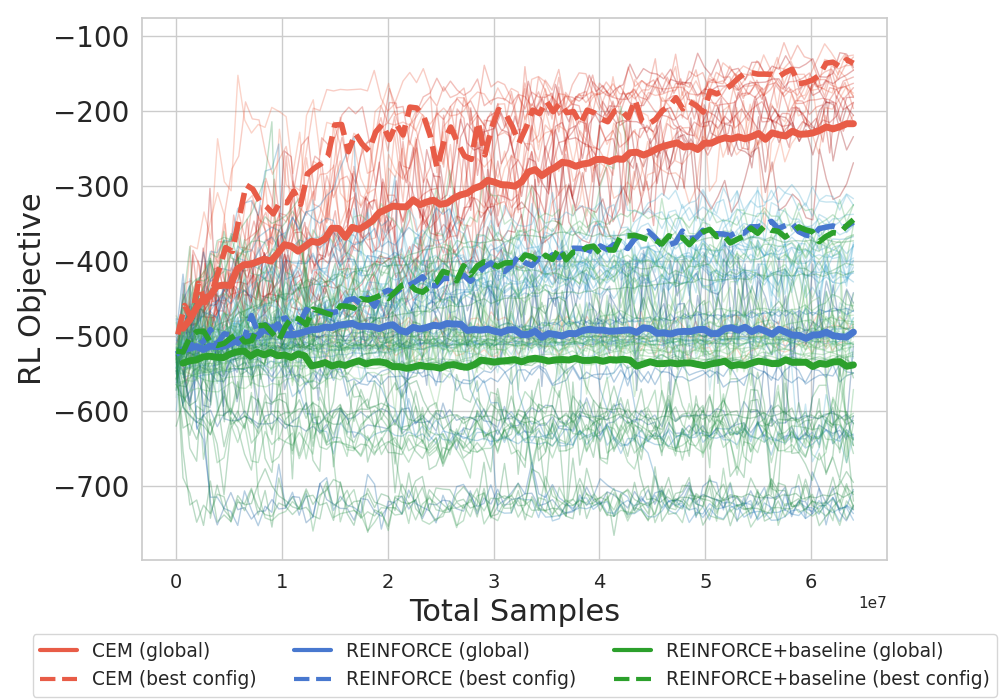 −100
−200
−300
−400
−500
−600
−700
RL Objective
0 1 2 3 4 5 6
1e7
Total Samples
CEM (global) REINFORCE (global) REINFORCE+baseline (global)
CEM (best config) REINFORCE (best config) REINFORCE+baseline (best config)